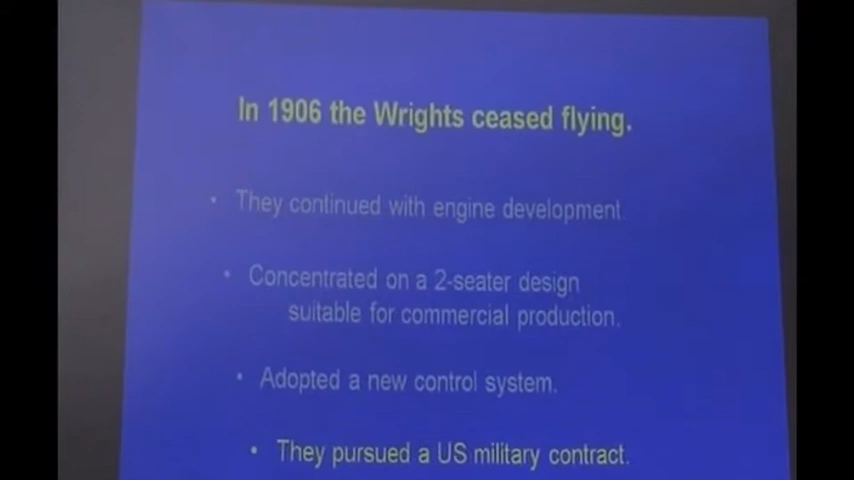 In 1906 the Wrights ceased flying.
• They continued with engine development.
• Concentrated on a 2-seater design
suitable for commercial production.
• Adopted a new control system.
• They pursued a US military contract.